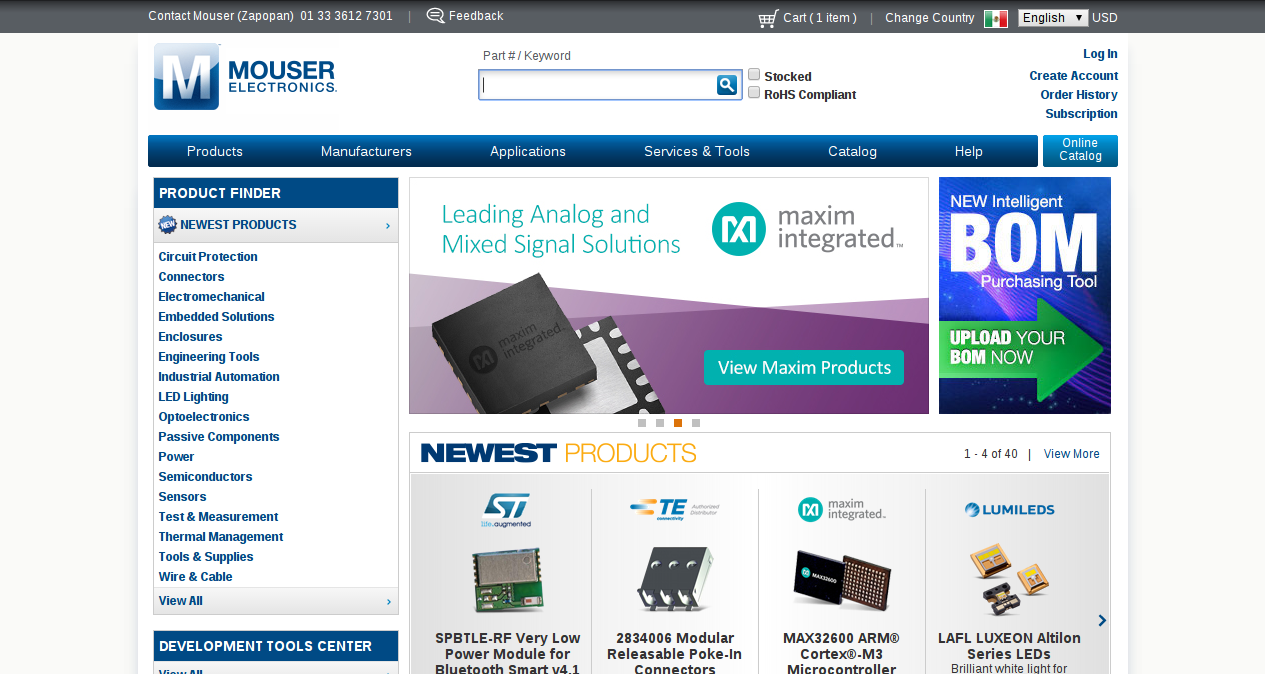 Contact Mouser (Zapopan) 01 33 3612 7301 | Feedback
Cart ( 1 item ) | Change Country English USD
M MOUSER
ELECTRONICS.
Part # / Keyword
Stocked
RoHS Compliant
Log In
Create Account
Order History
Subscription
Products Manufacturers Applications Services & Tools Catalog Help
Online
Catalog
PRODUCT FINDER
NEW NEWEST PRODUCTS
Circuit Protection
Connectors
Electromechanical
Embedded Solutions
Enclosures
Engineering Tools
Industrial Automation
LED Lighting
Optoelectronics
Passive Components
Power
Semiconductors
Sensors
Test & Measurement
Thermal Management
Tools & Supplies
Wire & Cable
View All
DEVELOPMENT TOOLS CENTER
View All
Leading Analog and
Mixed Signal Solutions
maxim
integrated™
maxim
integrated.
View Maxim Products
NEW Intelligent
BOM
Purchasing Tool
UPLOAD YOUR
BOM NOW
NEWEST PRODUCTS
1 - 4 of 40 | View More
ST
life.augmented
SPBTLE-RF Very Low
Power Module for
Bluetooth Smart v4.1
TE
connectivity
Authorized
Distributor
2834006 Modular
Releasable Poke-In
Connectors
maxim
integrated™
MAX32600
MAX32600 ARM®
Cortex®-M3
Microcontroller
LUMILEDS
LAFL LUXEON Altilon
Series LEDs
Brilliant white light for